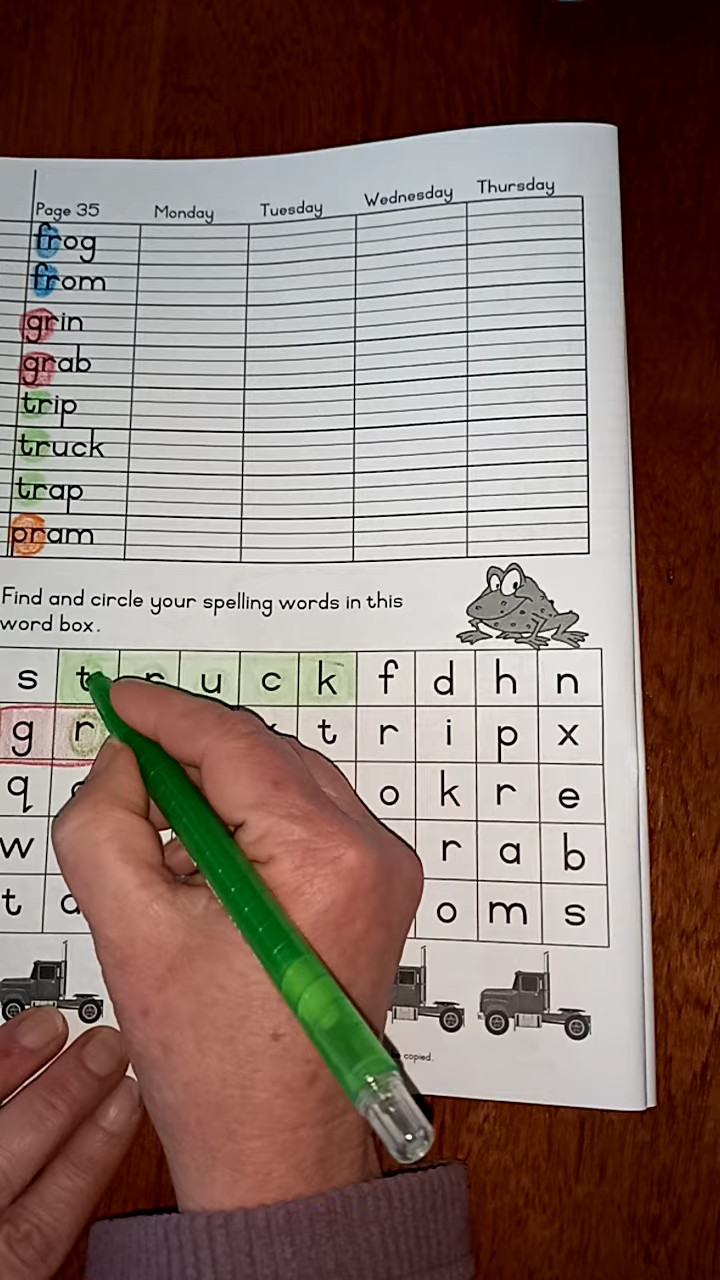 Page 35 Monday Tuesday Wednesday Thursday
frog
from
grin
grab
trip
truck
trap
pram
Find and circle your spelling words in this
word box.
s t r u c k f d h n
g r t r i p x
q o k r e
w r a b
t o m s
copied.